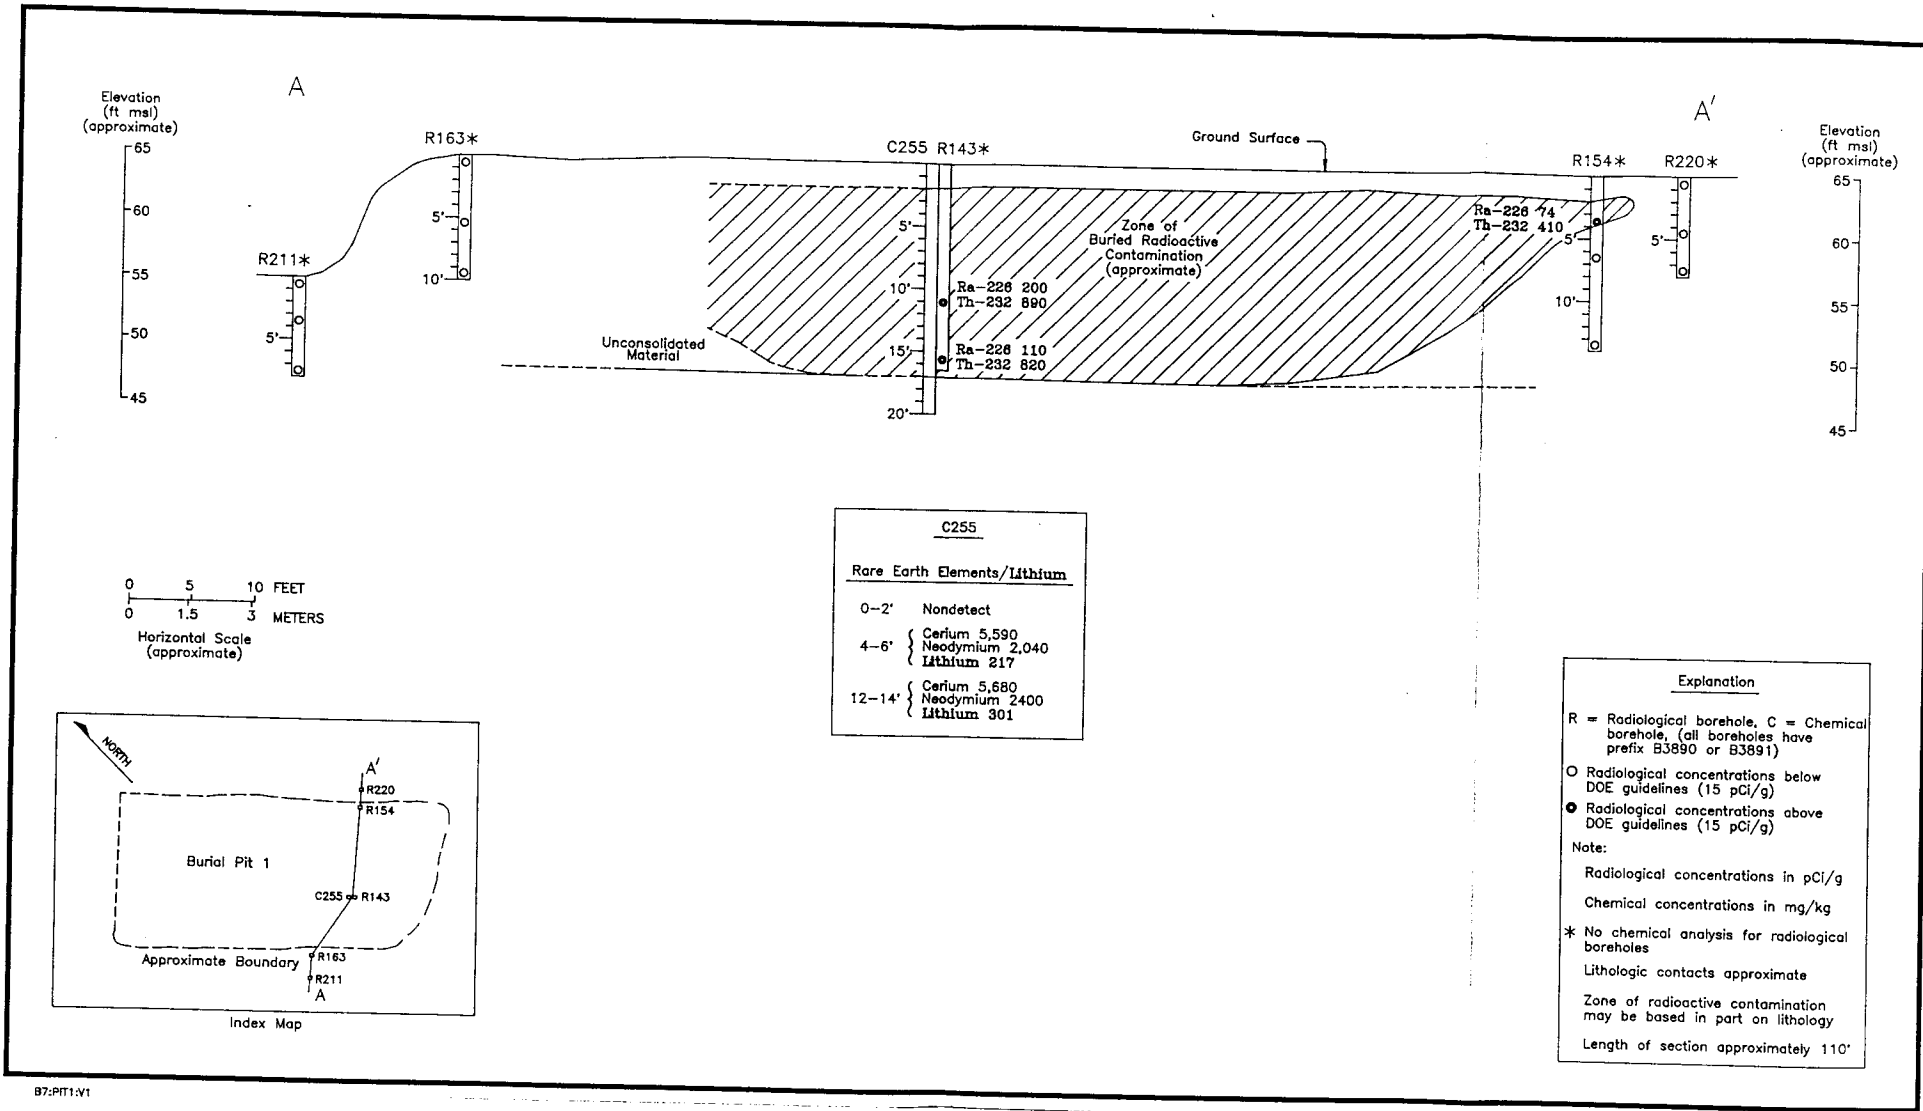 A
A'
Elevation
(ft msl)
(approximate)
65
60
55
50
45
R211*
5'
R163*
5'
10'
C255 R143*
5'
10'
15'
20'
Ra-226 200
Th-232 890
Ra-226 110
Th-232 820
Unconsolidated
Material
Zone of
Buried Radioactive
Contamination
(approximate)
Ground Surface
R154*
Ra-226 74
Th-232 410
5'
10'
R220*
5'
Elevation
(ft msl)
(approximate)
65
60
55
50
45
0 5 10 FEET
0 1.5 3 METERS
Horizontal Scale
(approximate)
C255
Rare Earth Elements/Lithium
0-2' Nondetect
Cerium 5,590
4-6' { Neodymium 2,040
Lithium 217
Cerium 5,680
12-14' { Neodymium 2400
Lithium 301
NORTH
A'
R220
R154
Burial Pit 1
C255 R143
Approximate Boundary
R163
R211
A
Index Map
Explanation
R = Radiological borehole, C = Chemical
borehole, (all boreholes have
prefix B3890 or B3891)
Radiological concentrations below
DOE guidelines (15 pCi/g)
Radiological concentrations above
DOE guidelines (15 pCi/g)
Note:
Radiological concentrations in pCi/g
Chemical concentrations in mg/kg
* No chemical analysis for radiological
boreholes
Lithologic contacts approximate
Zone of radioactive contamination
may be based in part on lithology
Length of section approximately 110'
B7:PIT1:V1